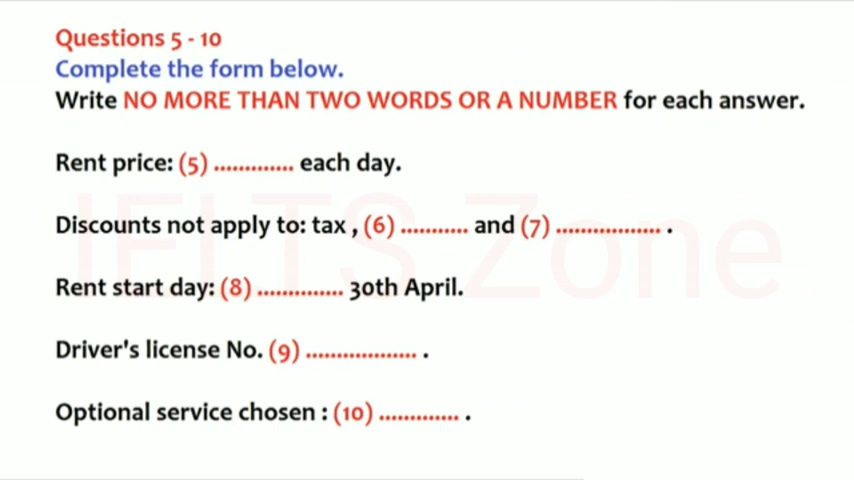 Questions 5 - 10
Complete the form below.
Write NO MORE THAN TWO WORDS OR A NUMBER for each answer.
Rent price: (5) ............. each day.
Discounts not apply to: tax , (6) ........... and (7) ................. .
Rent start day: (8) .............. 30th April.
Driver's license No. (9) .................. .
Optional service chosen : (10) ............. .
IELTS Zone